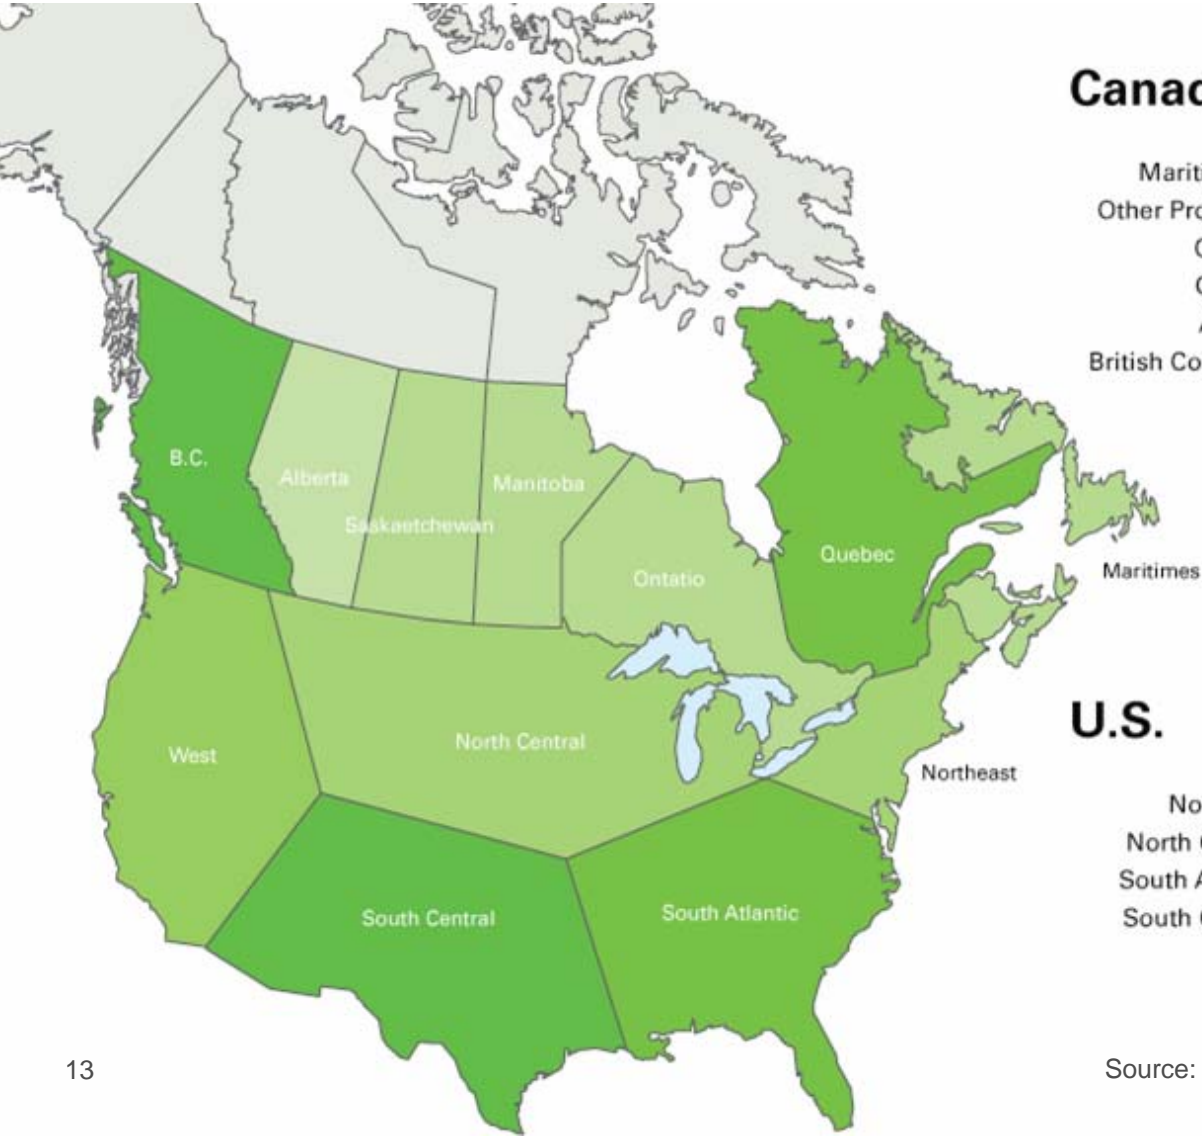 Canac
Mariti
Other Pro
British Co
B.C.
Alberta
Manitoba
Saskaetchewan
Quebec
Ontatio
Maritimes
U.S.
West
North Central
Northeast
No
North
South A
South Central
South Atlantic
South
13
Source: